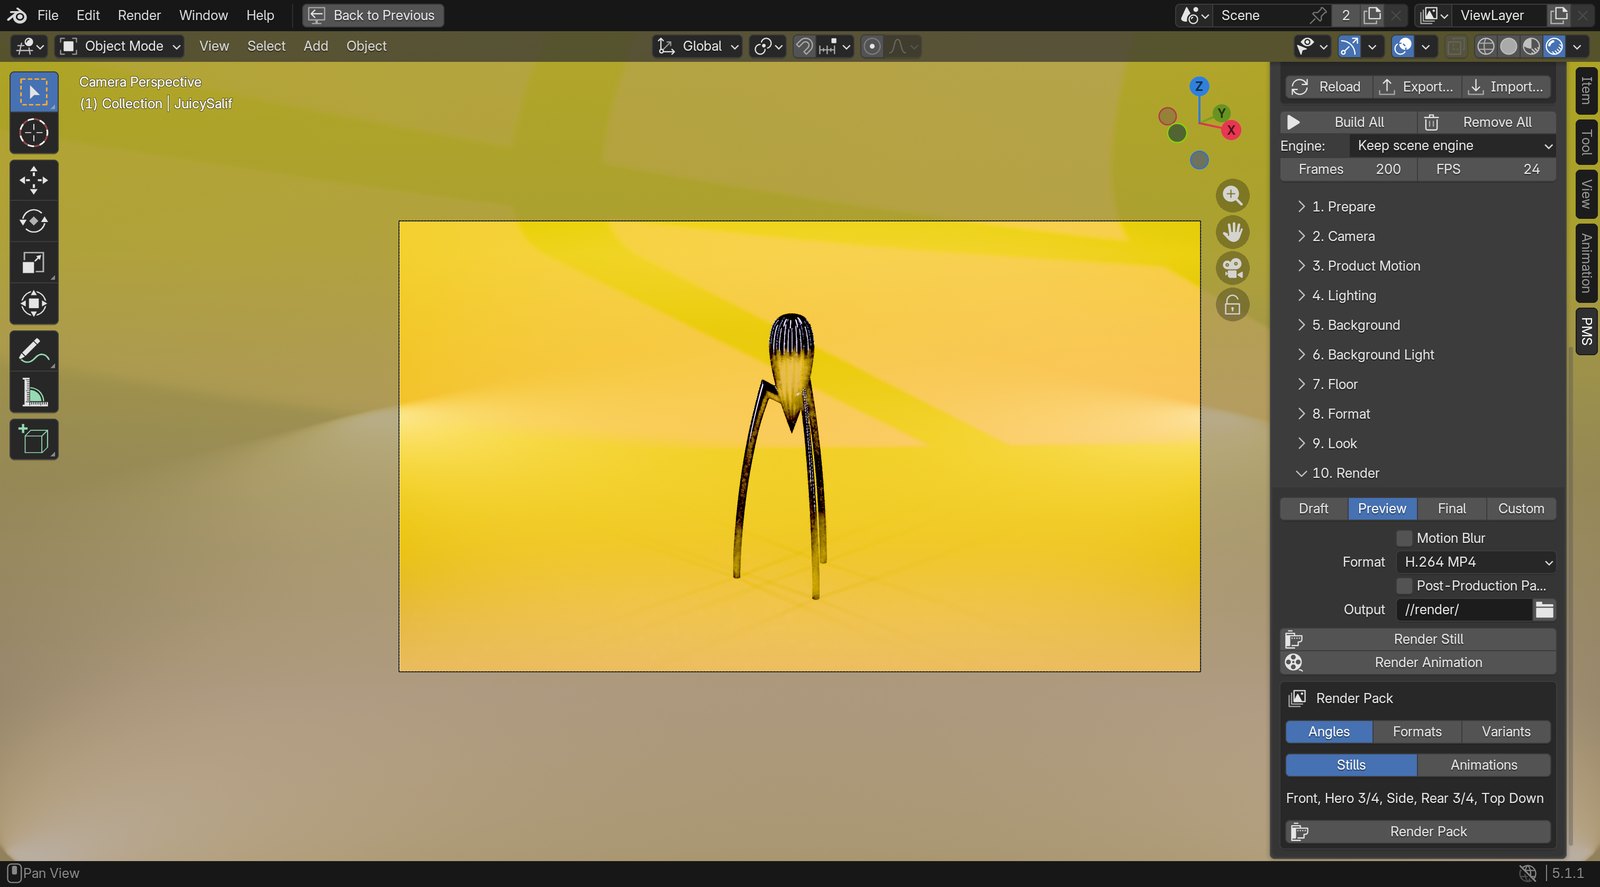 File Edit Render Window Help Back to Previous Scene 2 ViewLayer
Object Mode View Select Add Object Global
Camera Perspective
(1) Collection | JuicySalif
Z
Y
X
Reload Export... Import...
Build All Remove All
Engine: Keep scene engine
Frames 200 FPS 24
1. Prepare
2. Camera
3. Product Motion
4. Lighting
5. Background
6. Background Light
7. Floor
8. Format
9. Look
10. Render
Draft Preview Final Custom
Motion Blur
Format H.264 MP4
Post-Production Pa...
Output //render/
Render Still
Render Animation
Render Pack
Angles Formats Variants
Stills Animations
Front, Hero 3/4, Side, Rear 3/4, Top Down
Render Pack
Item
Tool
View
Animation
PMS
Pan View 5.1.1